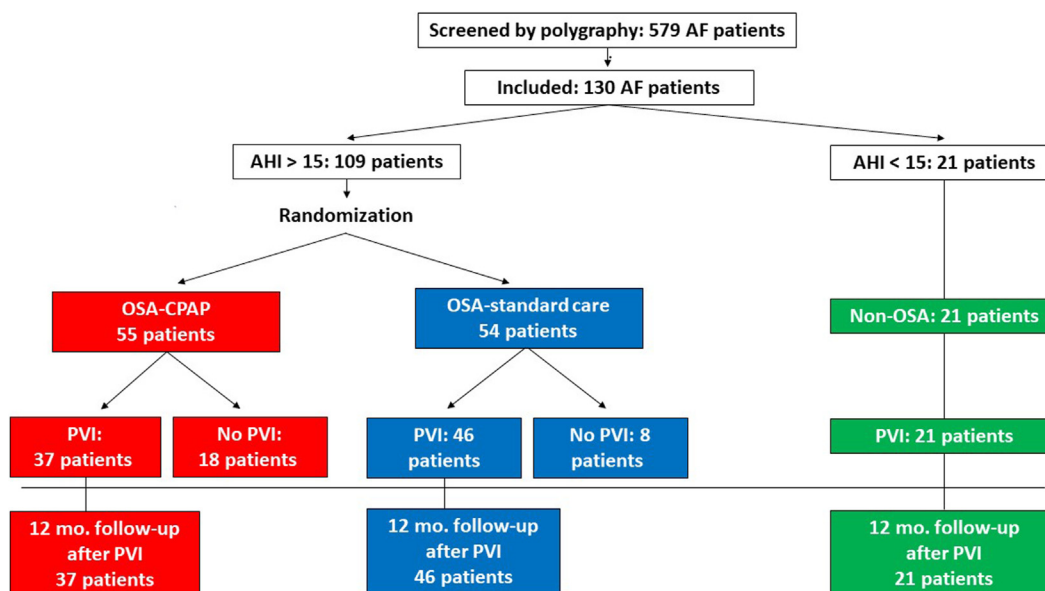 Screened by polygraphy: 579 AF patients
Included: 130 AF patients
AHI > 15: 109 patients
AHI < 15: 21 patients
Randomization
OSA-CPAP
55 patients
OSA-standard care
54 patients
Non-OSA: 21 patients
PVI:
37 patients
No PVI:
18 patients
PVI: 46
patients
No PVI: 8
patients
PVI: 21 patients
12 mo. follow-up
after PVI
37 patients
12 mo. follow-up
after PVI
46 patients
12 mo. follow-up
after PVI
21 patients